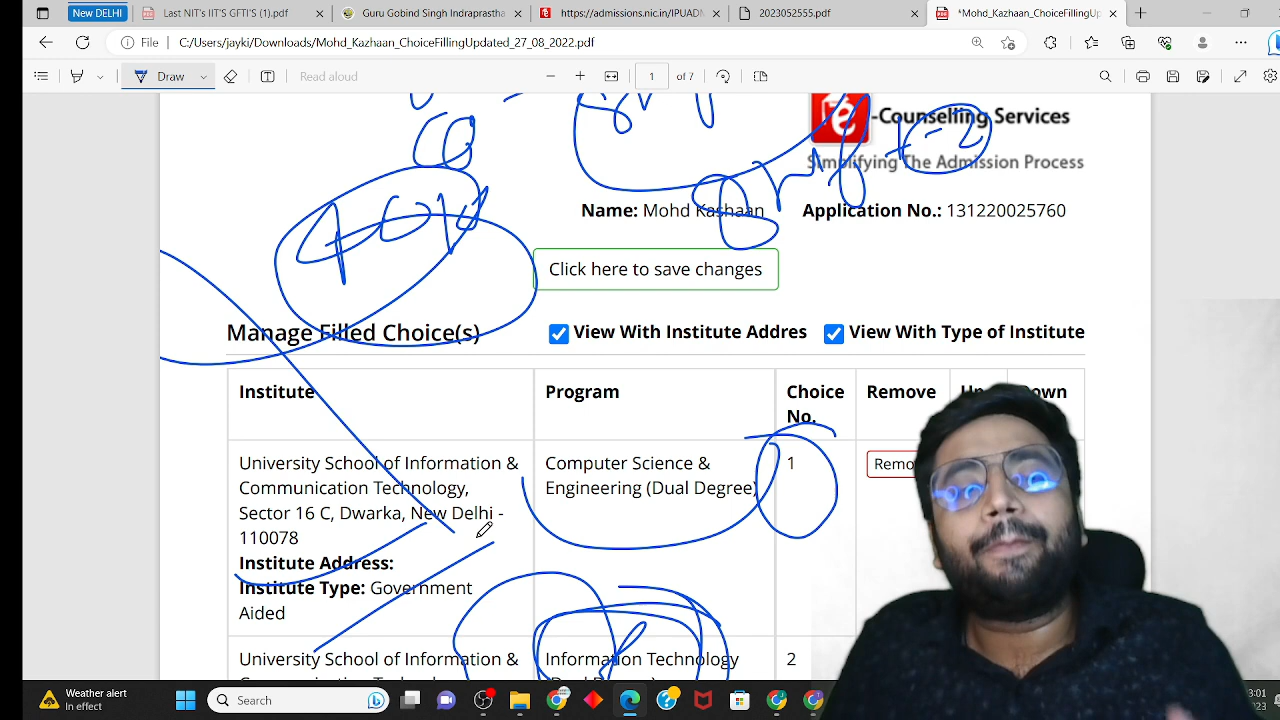 New DELHI
Last NIT's IIT's GFTI's (1).pdf
Guru Gobind Singh Indraprastha
https://admissions.nic.in/IPUADM
2023053555.pdf
*Mohd_Kazhaan_ChoiceFillingUp
File C:/Users/jayki/Downloads/Mohd_Kazhaan_ChoiceFillingUpdated_27_08_2022.pdf
Draw Read aloud 1 of 7
-Counselling Services
Simplifying The Admission Process
Name: Mohd Kashaan Application No.: 131220025760
Click here to save changes
Manage Filled Choice(s) View With Institute Addres View With Type of Institute
Institute Program Choice No. Remove Down
University School of Information &
Communication Technology,
Sector 16 C, Dwarka, New Delhi -
110078
Institute Address:
Institute Type: Government
Aided
Computer Science &
Engineering (Dual Degree)
1
Remo
University School of Information &
Information Technology
2
Weather alert
In effect
Search